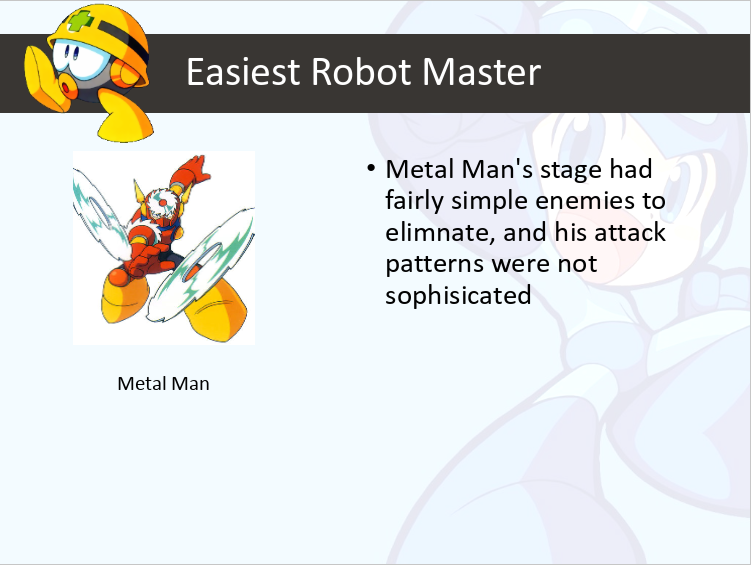 Easiest Robot Master
• Metal Man's stage had
fairly simple enemies to
elimnate, and his attack
patterns were not
sophisicated
Metal Man